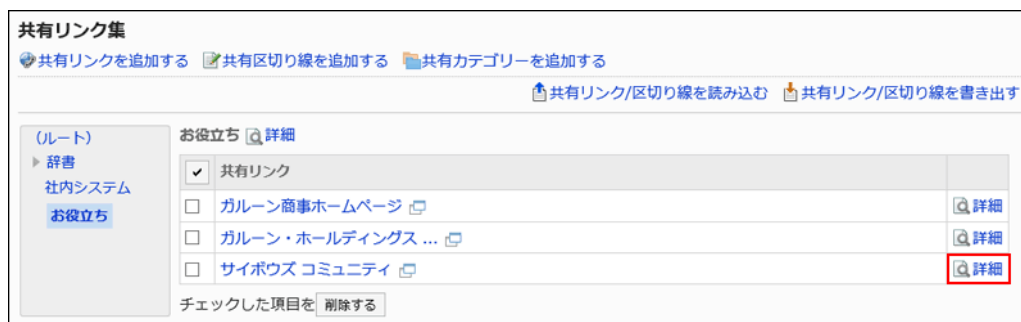 共有リンク集
共有リンクを追加する 共有区切り線を追加する 共有カテゴリーを追加する
共有リンク/区切り線を読み込む 共有リンク/区切り線を書き出す
(ルート)
辞書
社内システム
お役立ち
お役立ち 詳細
共有リンク
ガルーン商事ホームページ 詳細
ガルーン・ホールディングス ... 詳細
サイボウズ コミュニティ 詳細
チェックした項目を 削除する